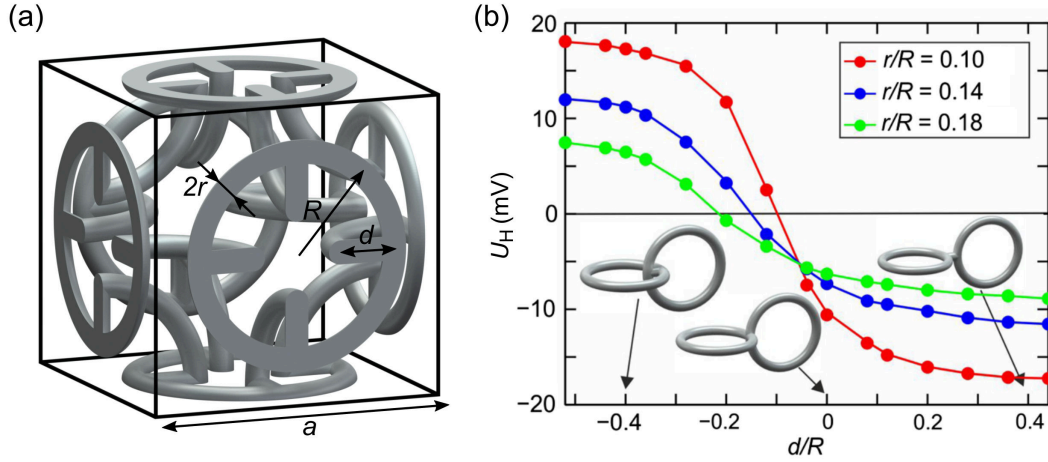 (a)
2r
R
d
a
(b)
U_H (mV)
20
10
0
−10
−20
r/R = 0.10
r/R = 0.14
r/R = 0.18
−0.4
−0.2
0
0.2
0.4
d/R